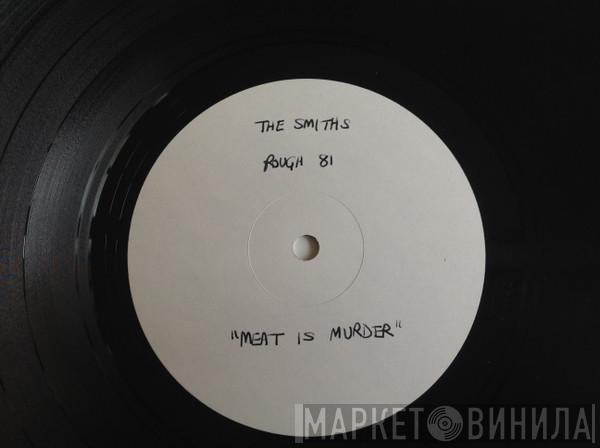 THE SMITHS
ROUGH 81
"MEAT IS MURDER"
МАРКЕТ ВИНИЛА